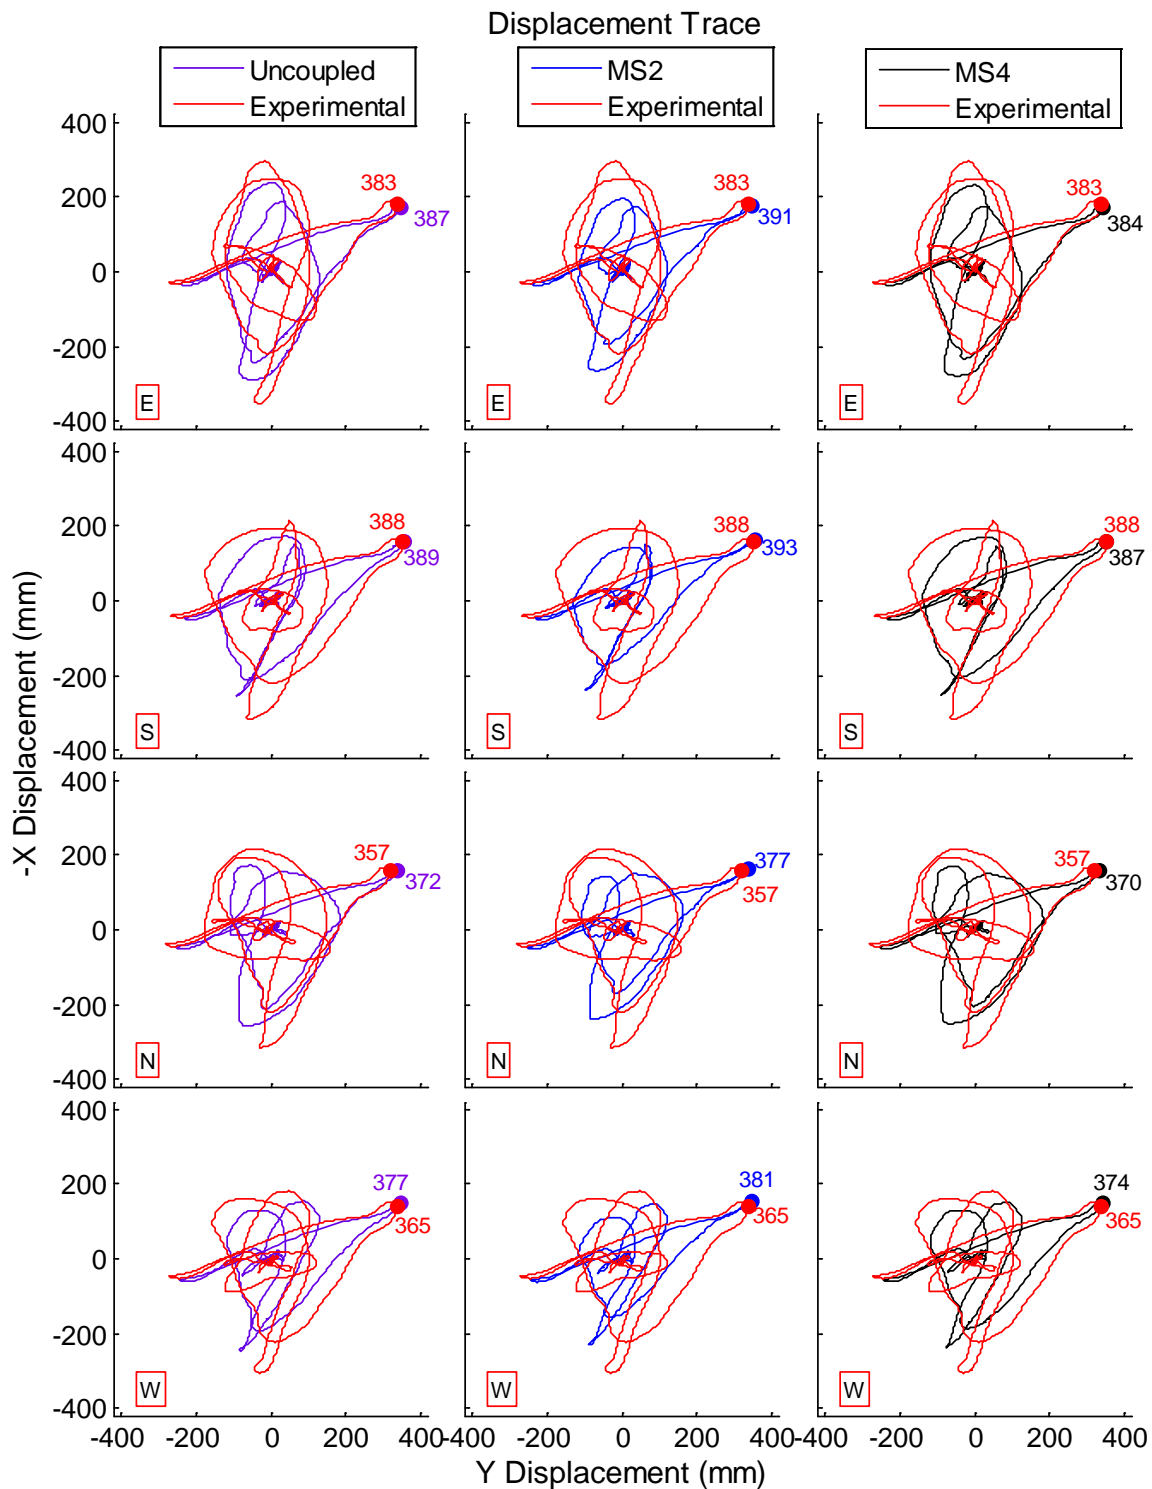 Displacement Trace
Uncoupled
Experimental
MS2
Experimental
MS4
Experimental
400
200
0
-200
-400
383
387
E
383
391
E
383
384
E
400
200
0
-200
-400
388
389
S
388
393
S
388
387
S
400
200
0
-200
-400
357
372
N
377
357
N
357
370
N
400
200
0
-200
-400
377
365
W
381
365
W
374
365
W
-400 -200 0 200 400
-400 -200 0 200
-400 -200 0 200 400
-X Displacement (mm)
Y Displacement (mm)